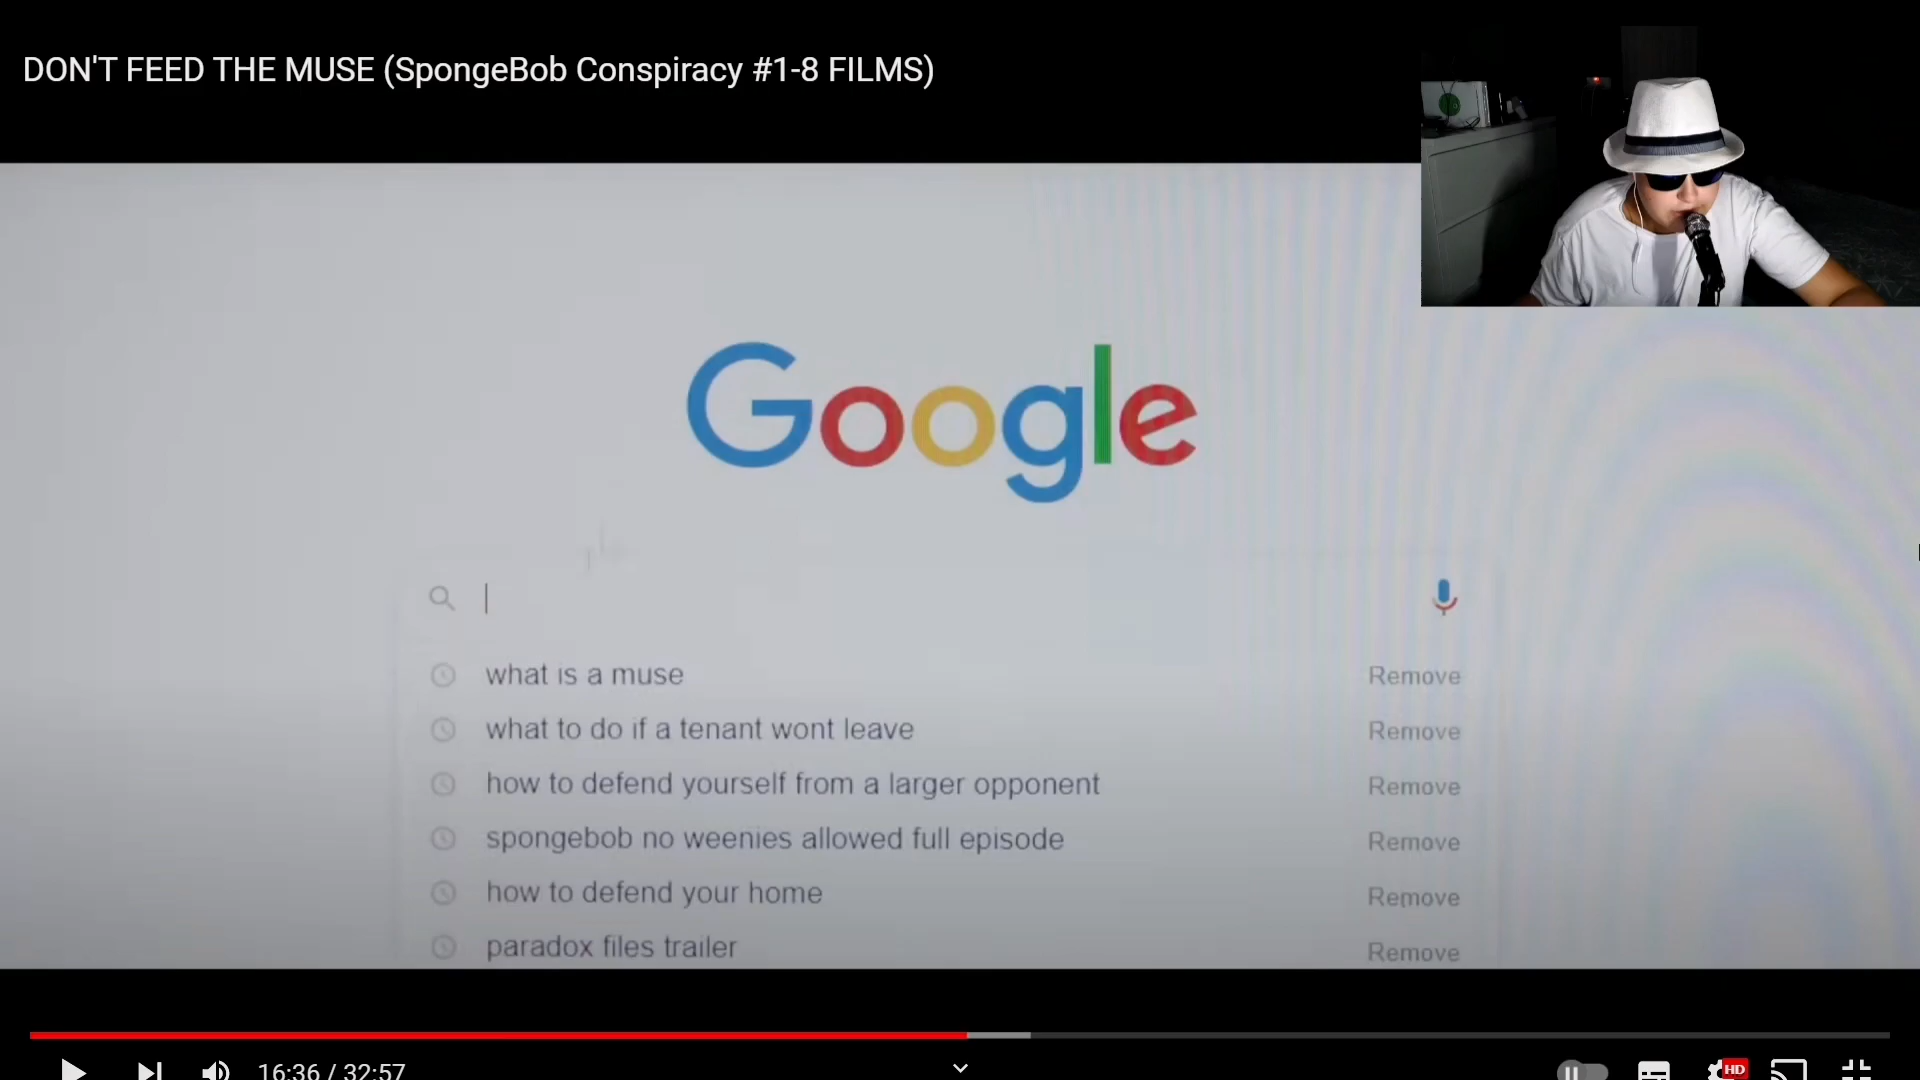 DON'T FEED THE MUSE (SpongeBob Conspiracy #1-8 FILMS)
Google
what is a muse Remove
what to do if a tenant wont leave Remove
how to defend yourself from a larger opponent Remove
spongebob no weenies allowed full episode Remove
how to defend your home Remove
paradox files trailer Remove
16:36 / 32:57
HD